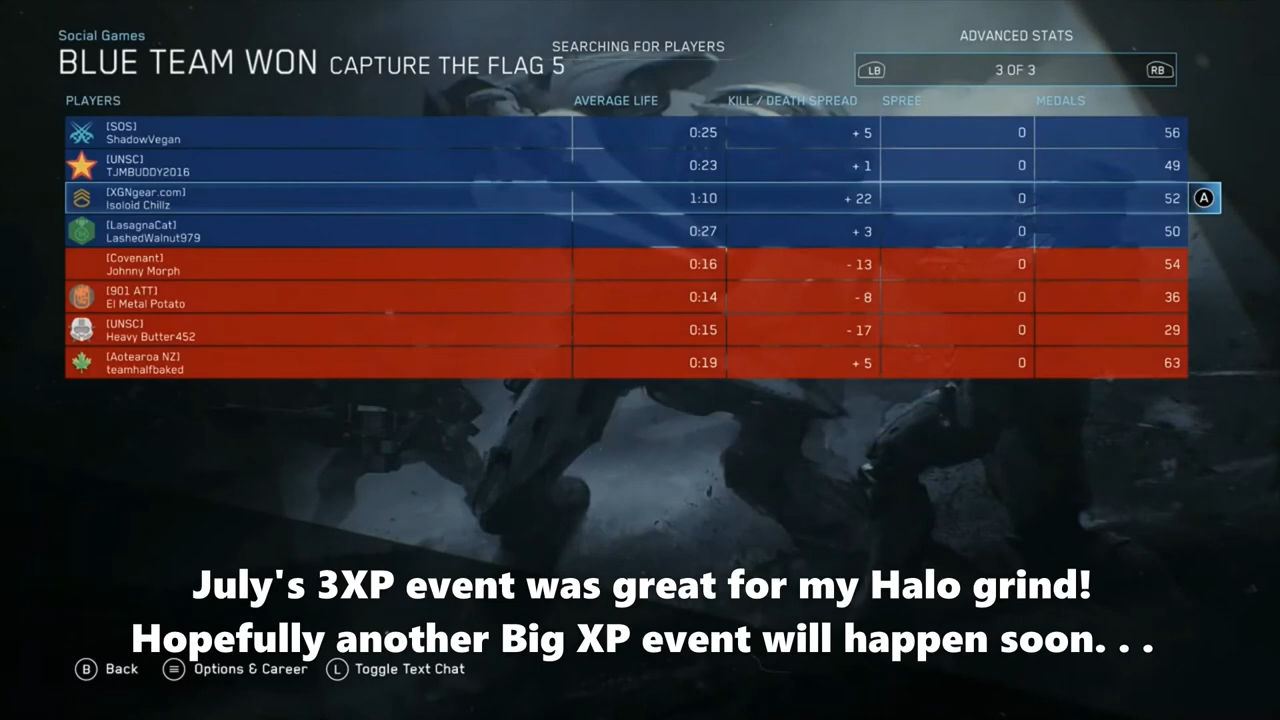 Social Games
BLUE TEAM WON CAPTURE THE FLAG 5
SEARCHING FOR PLAYERS
ADVANCED STATS
LB 3 OF 3 RB
PLAYERS AVERAGE LIFE KILL / DEATH SPREAD SPREE MEDALS
[SOS]
ShadowVegan 0:25 + 5 0 56
[UNSC]
TJMBUDDY2016 0:23 + 1 0 49
[XGNgear.com]
Isoloid Chillz 1:10 + 22 0 52 A
[LasagnaCat]
LashedWalnut979 0:27 + 3 0 50
[Covenant]
Johnny Morph 0:16 - 13 0 54
[901 ATT]
El Metal Potato 0:14 - 8 0 36
[UNSC]
Heavy Butter452 0:15 - 17 0 29
[Aotearoa NZ]
teamhalfbaked 0:19 + 5 0 63
July's 3XP event was great for my Halo grind!
Hopefully another Big XP event will happen soon. . .
B Back Options & Career L Toggle Text Chat